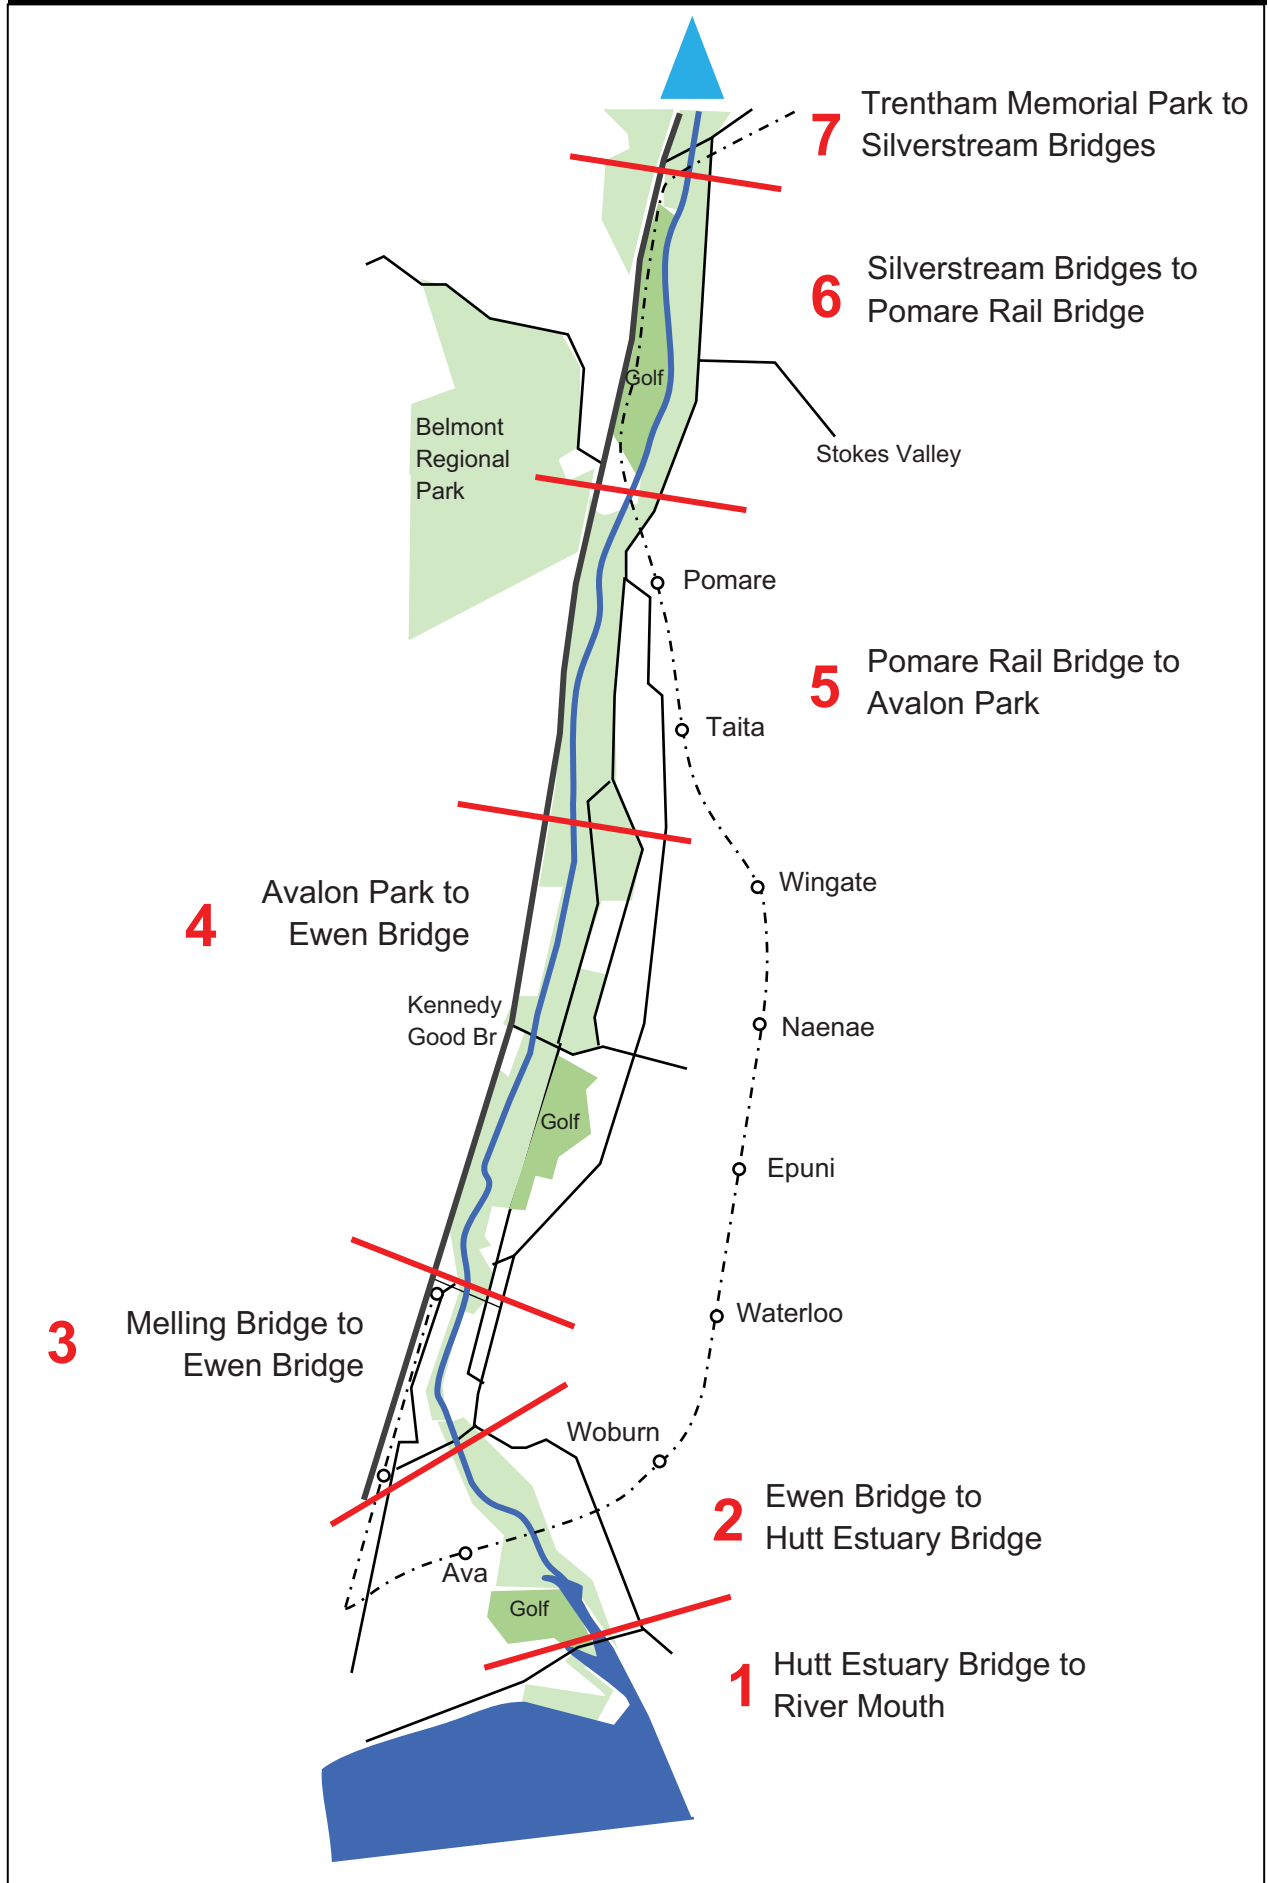 7
Trentham Memorial Park to
Silverstream Bridges
6
Silverstream Bridges to
Pomare Rail Bridge
Golf
Belmont
Regional
Park
Stokes Valley
Pomare
5
Pomare Rail Bridge to
Avalon Park
Taita
Wingate
4
Avalon Park to
Ewen Bridge
Kennedy
Good Br
Naenae
Golf
Epuni
Waterloo
3
Melling Bridge to
Ewen Bridge
Woburn
2
Ewen Bridge to
Hutt Estuary Bridge
Ava
Golf
1
Hutt Estuary Bridge to
River Mouth